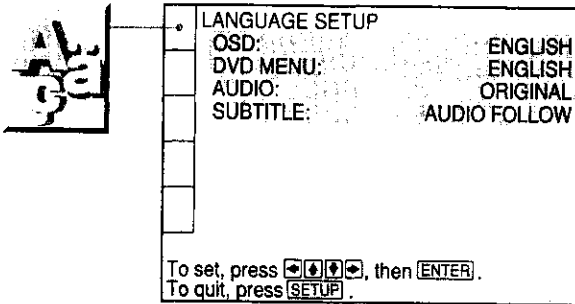 LANGUAGE SETUP
OSD: ENGLISH
DVD MENU: ENGLISH
AUDIO: ORIGINAL
SUBTITLE: AUDIO FOLLOW
To set, press ←↑↓→, then ENTER.
To quit, press SETUP.